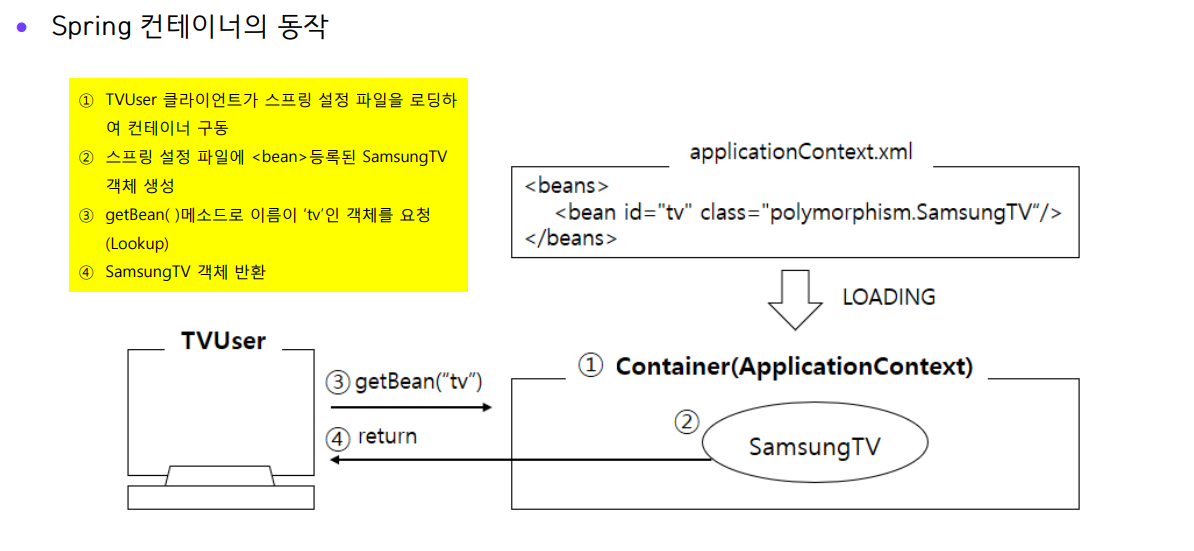 Spring 컨테이너의 동작
① TVUser 클라이언트가 스프링 설정 파일을 로딩하
여 컨테이너 구동
② 스프링 설정 파일에 <bean>등록된 SamsungTV
객체 생성
③ getBean( )메소드로 이름이 ‘tv’인 객체를 요청
(Lookup)
④ SamsungTV 객체 반환
applicationContext.xml
<beans>
<bean id="tv" class="polymorphism.SamsungTV“/>
</beans>
LOADING
TVUser
① Container(ApplicationContext)
③ getBean(“tv”)
② SamsungTV
④ return